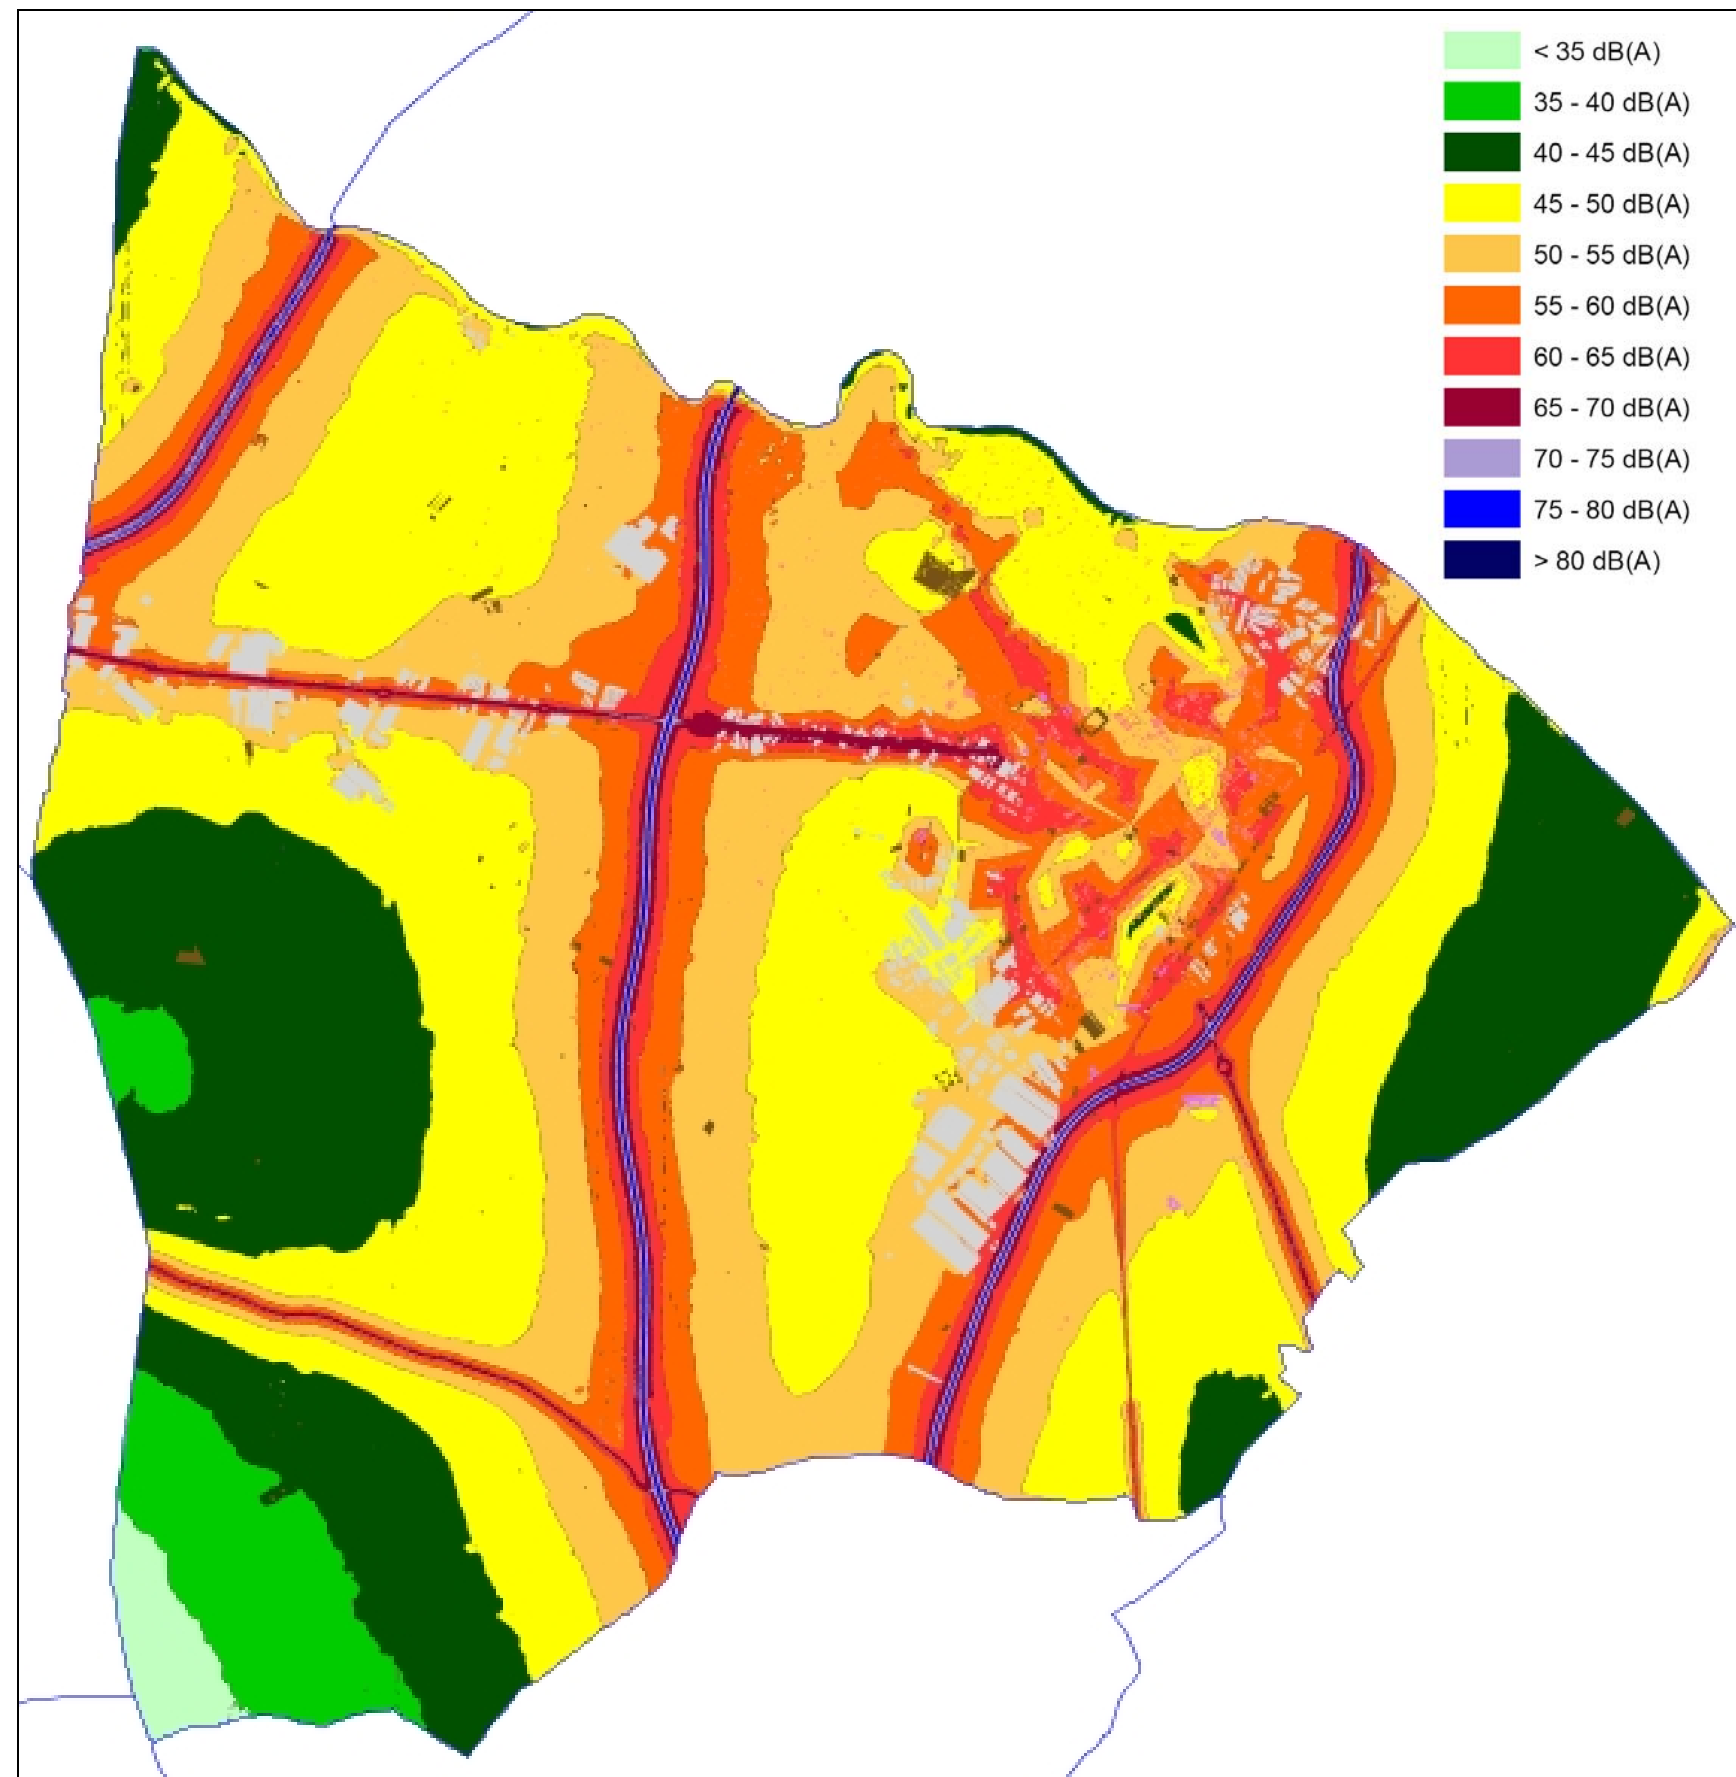 < 35 dB(A)
35 - 40 dB(A)
40 - 45 dB(A)
45 - 50 dB(A)
50 - 55 dB(A)
55 - 60 dB(A)
60 - 65 dB(A)
65 - 70 dB(A)
70 - 75 dB(A)
75 - 80 dB(A)
> 80 dB(A)